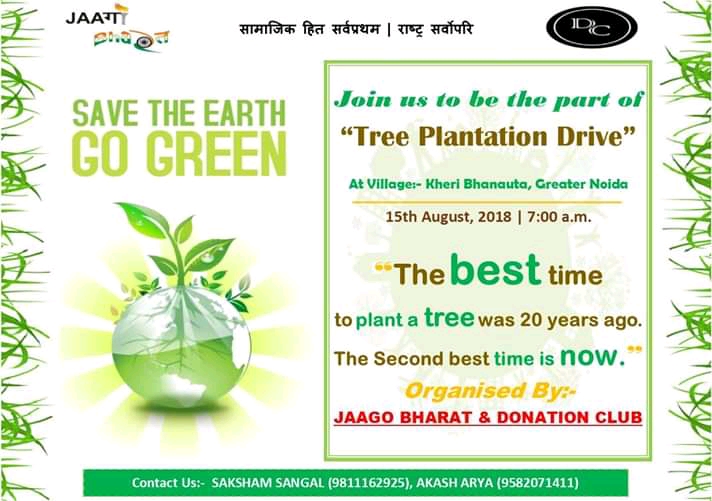 JAAगो
Bharat
सामाजिक हित सर्वप्रथम | राष्ट्र सर्वोपरि
DC
SAVE THE EARTH
GO GREEN
Join us to be the part of
“Tree Plantation Drive”
At Village:- Kheri Bhanauta, Greater Noida
15th August, 2018 | 7:00 a.m.
“The best time
to plant a tree was 20 years ago.
The Second best time is now.”
Organised By:-
JAAGO BHARAT & DONATION CLUB
Contact Us:- SAKSHAM SANGAL (9811162925), AKASH ARYA (9582071411)